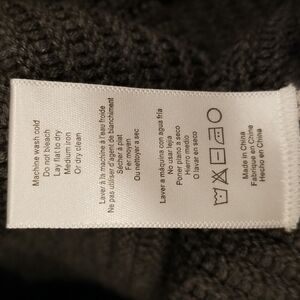 Machine wash cold
Do not bleach
Lay flat to dry
Medium iron
Or dry clean
Laver à la machine à l'eau froide
Ne pas utiliser d'agent de blanchiment
Sécher à plat
Fer moyen
Ou nettoyer a sec
Lavar a máquina con agua fría
No usar lejía
Poner plano a seco
Hierro medio
O lavar en seco
Made in China
Fabriqué en Chine
Hecho en China